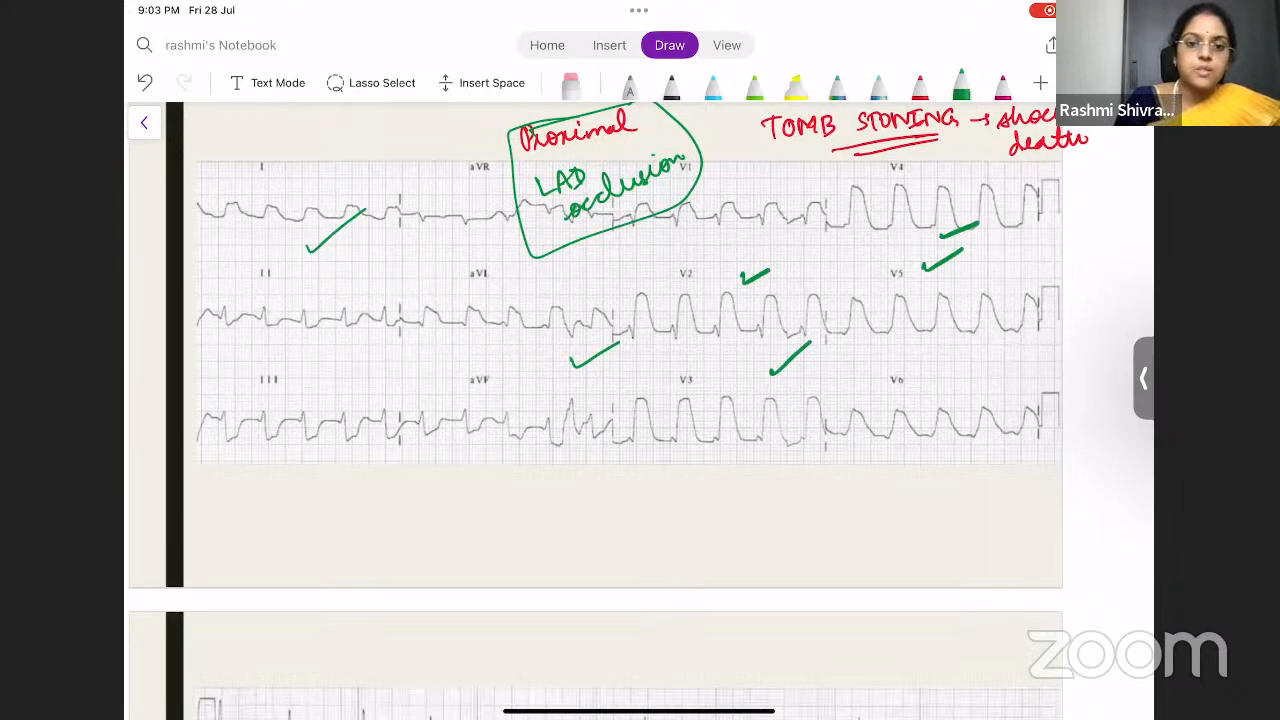 9:03 PM Fri 28 Jul
rashmi's Notebook
Home Insert Draw View
Text Mode Lasso Select Insert Space
A
Rashmi Shivra...
Proximal
LAD
occlusion
TOMB STONING → shoc
death
I aVR V1 V4
II aVL V2 V5
III aVF V3 V6
zoom